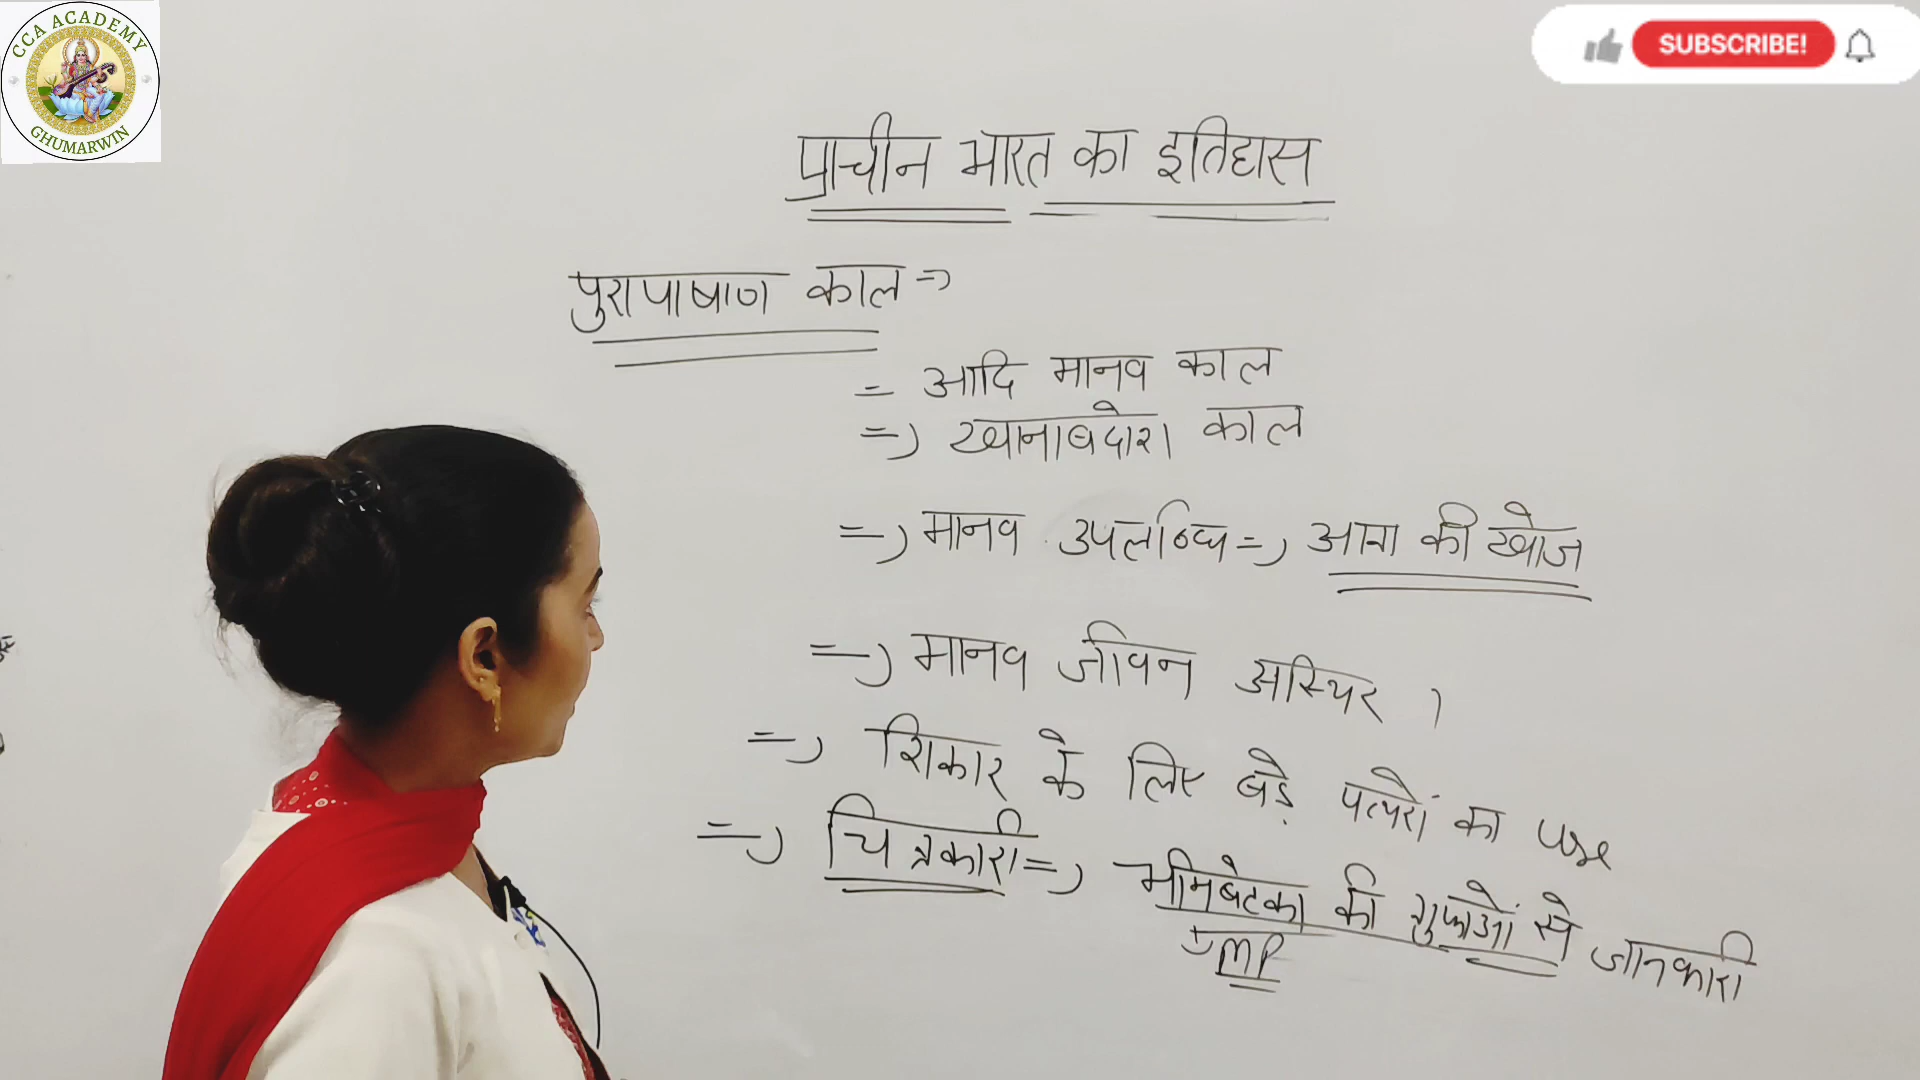 CCA ACADEMY
GHUMARWIN
SUBSCRIBE!
प्राचीन भारत का इतिहास
पुरापाषाण काल =>
= आदि मानव काल
=> खानाबदोश काल
=> मानव उपलब्धि => आग की खोज
=> मानव जीवन अस्थिर ।
=> शिकार के लिए बड़े पत्थरों का use
=> चित्रकारी => भीमबेटका की गुफाओं से जानकारी
MP